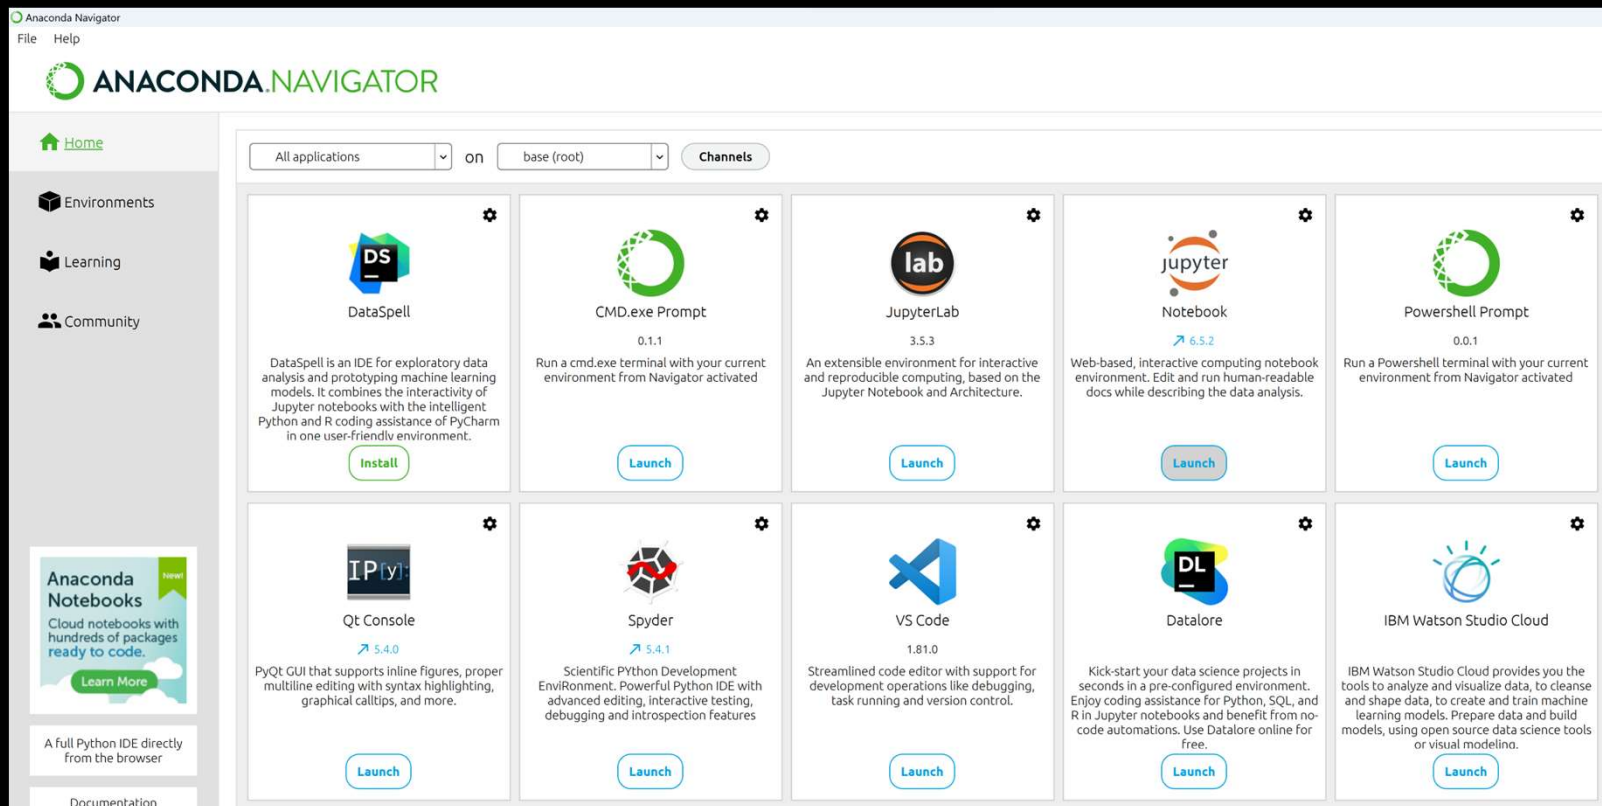 Anaconda Navigator
File Help
ANACONDA.NAVIGATOR
Home
Environments
Learning
Community
Anaconda
Notebooks
New!
Cloud notebooks with
hundreds of packages
ready to code.
Learn More
A full Python IDE directly
from the browser
Documentation
All applications on base (root) Channels
DS
DataSpell
DataSpell is an IDE for exploratory data
analysis and prototyping machine learning
models. It combines the interactivity of
Jupyter notebooks with the intelligent
Python and R coding assistance of PyCharm
in one user-friendly environment.
Install
CMD.exe Prompt
0.1.1
Run a cmd.exe terminal with your current
environment from Navigator activated
Launch
lab
JupyterLab
3.5.3
An extensible environment for interactive
and reproducible computing, based on the
Jupyter Notebook and Architecture.
Launch
jupyter
Notebook
6.5.2
Web-based, interactive computing notebook
environment. Edit and run human-readable
docs while describing the data analysis.
Launch
Powershell Prompt
0.0.1
Run a Powershell terminal with your current
environment from Navigator activated
Launch
IP[y]:
Qt Console
5.4.0
PyQt GUI that supports inline figures, proper
multiline editing with syntax highlighting,
graphical calltips, and more.
Launch
Spyder
5.4.1
Scientific PYthon Development
EnviRonment. Powerful Python IDE with
advanced editing, interactive testing,
debugging and introspection features
Launch
VS Code
1.81.0
Streamlined code editor with support for
development operations like debugging,
task running and version control.
Launch
DL
Datalore
Kick-start your data science projects in
seconds in a pre-configured environment.
Enjoy coding assistance for Python, SQL, and
R in Jupyter notebooks and benefit from no-
code automations. Use Datalore online for
free.
Launch
IBM Watson Studio Cloud
IBM Watson Studio Cloud provides you the
tools to analyze and visualize data, to cleanse
and shape data, to create and train machine
learning models. Prepare data and build
models, using open source data science tools
or visual modeling.
Launch